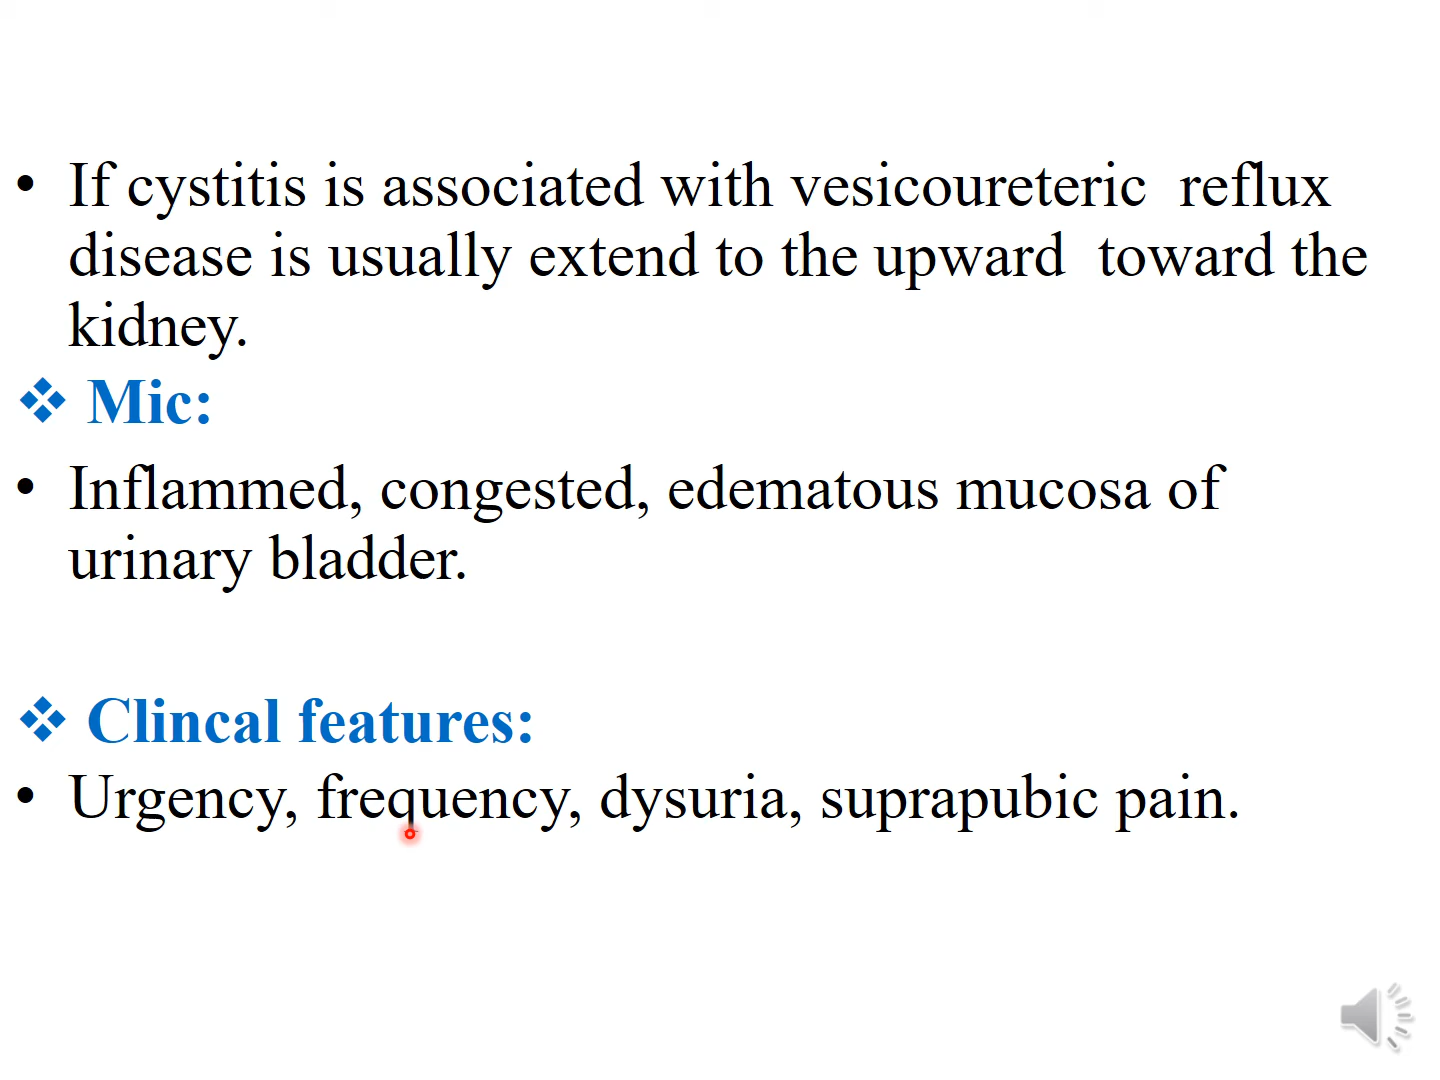 • If cystitis is associated with vesicoureteric  reflux
disease is usually extend to the upward  toward the
kidney.
❖ Mic:
• Inflammed, congested, edematous mucosa of
urinary bladder.
❖ Clincal features:
• Urgency, frequency, dysuria, suprapubic pain.